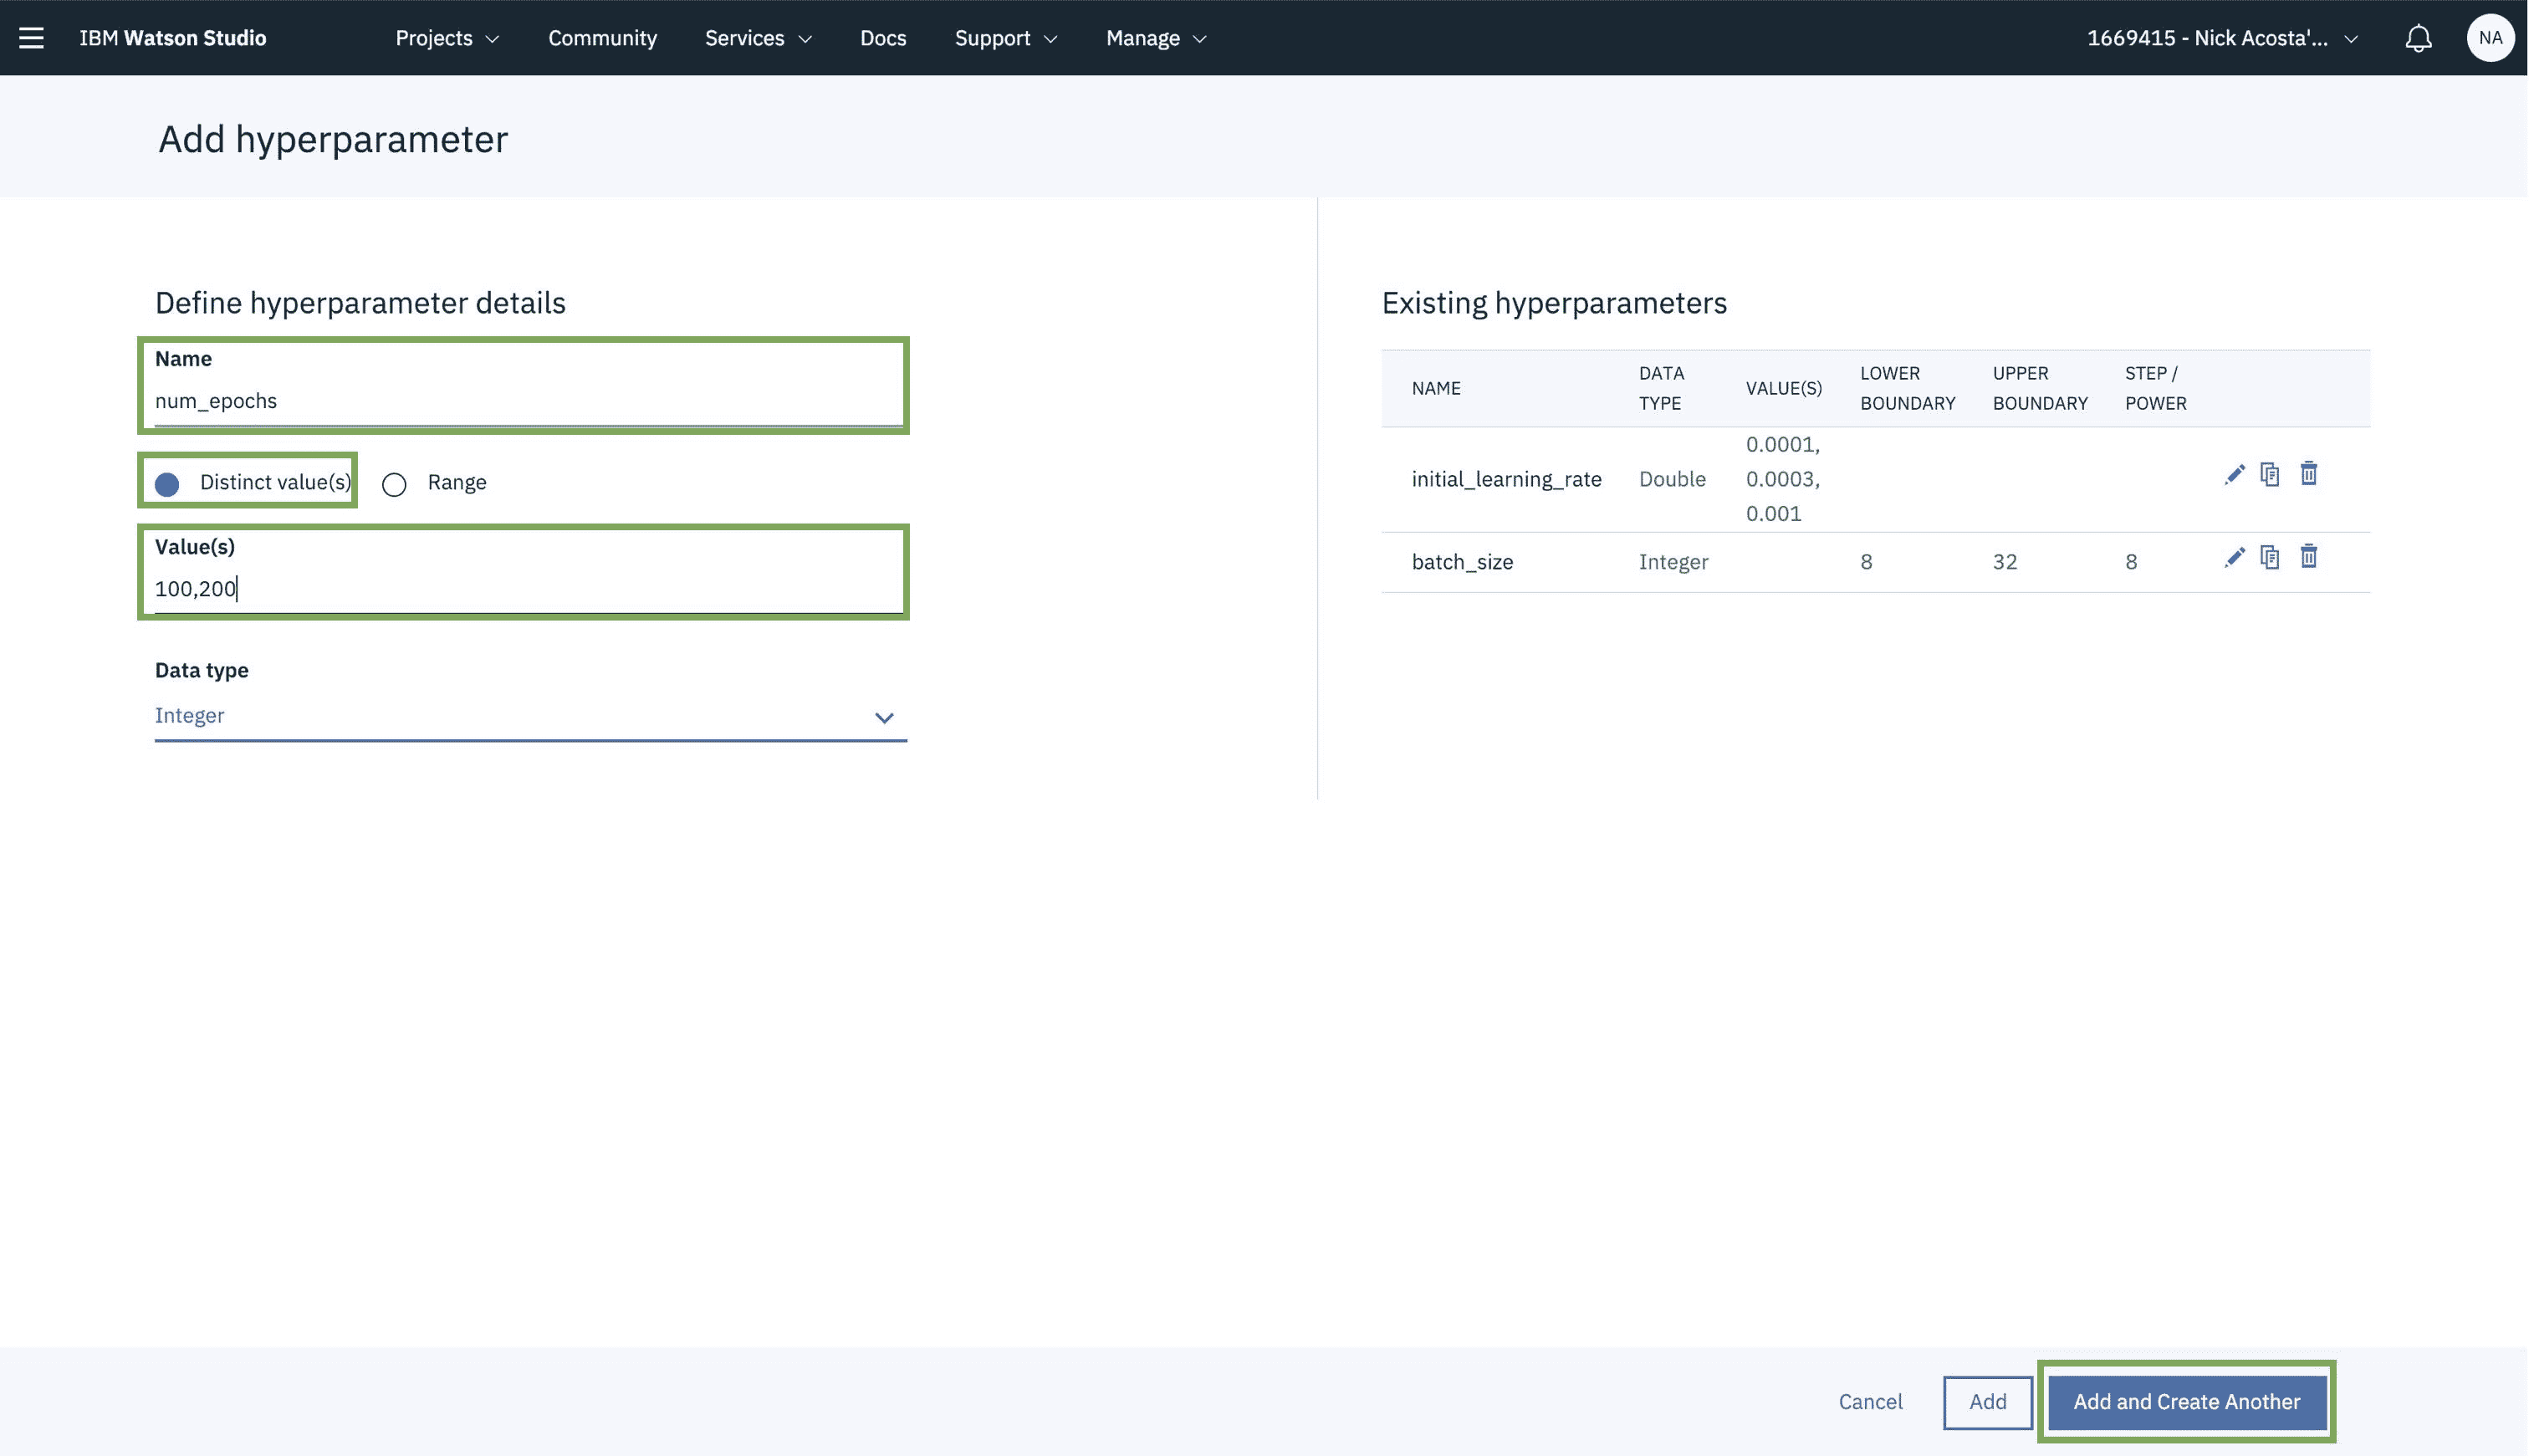 IBM Watson Studio Projects Community Services Docs Support Manage 1669415 - Nick Acosta'... NA
Add hyperparameter
Define hyperparameter details
Name
num_epochs
Distinct value(s) Range
Value(s)
100,200
Data type
Integer
Existing hyperparameters
NAME DATA TYPE VALUE(S) LOWER BOUNDARY UPPER BOUNDARY STEP / POWER
initial_learning_rate Double 0.0001, 0.0003, 0.001
batch_size Integer 8 32 8
Cancel Add Add and Create Another